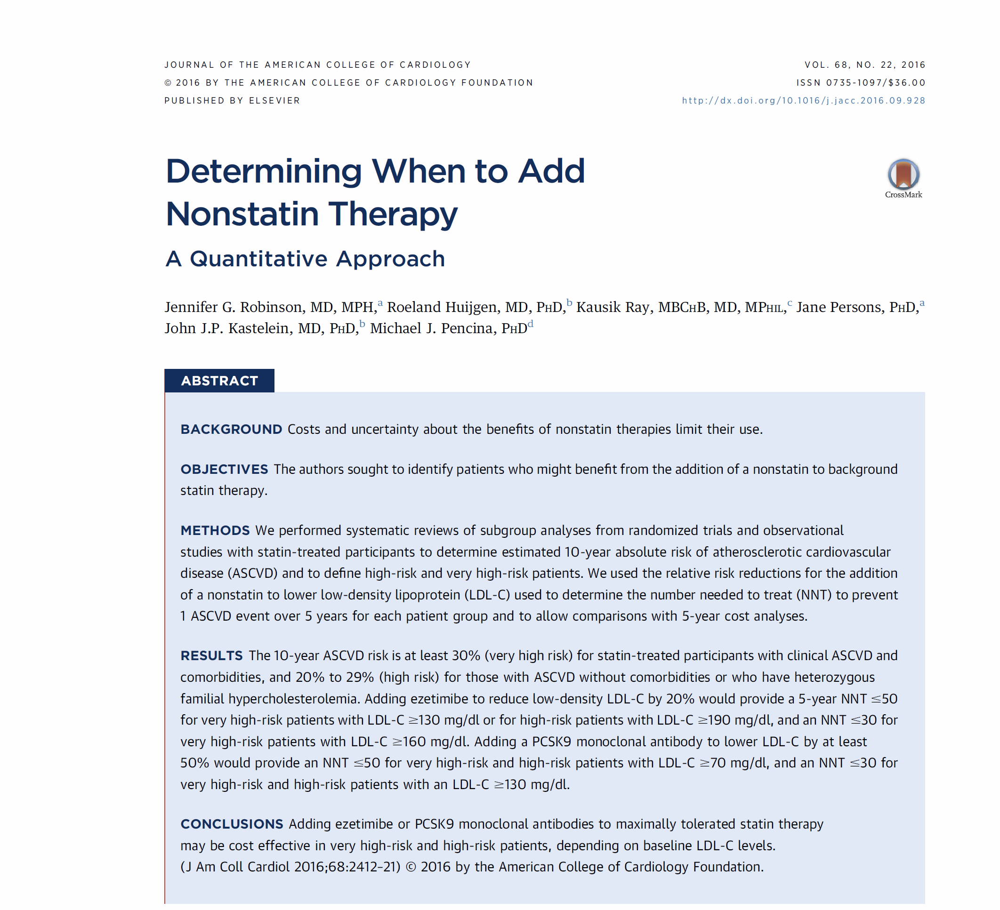 JOURNAL OF THE AMERICAN COLLEGE OF CARDIOLOGY
VOL. 68, NO. 22, 2016
© 2016 BY THE AMERICAN COLLEGE OF CARDIOLOGY FOUNDATION
ISSN 0735-1097/$36.00
PUBLISHED BY ELSEVIER
http://dx.doi.org/10.1016/j.jacc.2016.09.928
Determining When to Add
Nonstatin Therapy
CrossMark
A Quantitative Approach
Jennifer G. Robinson, MD, MPH,a Roeland Huijgen, MD, PhD,b Kausik Ray, MBChB, MD, MPhil,c Jane Persons, PhD,a
John J.P. Kastelein, MD, PhD,b Michael J. Pencina, PhDd
ABSTRACT
BACKGROUND Costs and uncertainty about the benefits of nonstatin therapies limit their use.
OBJECTIVES The authors sought to identify patients who might benefit from the addition of a nonstatin to background
statin therapy.
METHODS We performed systematic reviews of subgroup analyses from randomized trials and observational
studies with statin-treated participants to determine estimated 10-year absolute risk of atherosclerotic cardiovascular
disease (ASCVD) and to define high-risk and very high-risk patients. We used the relative risk reductions for the addition
of a nonstatin to lower low-density lipoprotein (LDL-C) used to determine the number needed to treat (NNT) to prevent
1 ASCVD event over 5 years for each patient group and to allow comparisons with 5-year cost analyses.
RESULTS The 10-year ASCVD risk is at least 30% (very high risk) for statin-treated participants with clinical ASCVD and
comorbidities, and 20% to 29% (high risk) for those with ASCVD without comorbidities or who have heterozygous
familial hypercholesterolemia. Adding ezetimibe to reduce low-density LDL-C by 20% would provide a 5-year NNT ≤50
for very high-risk patients with LDL-C ≥130 mg/dl or for high-risk patients with LDL-C ≥190 mg/dl, and an NNT ≤30 for
very high-risk patients with LDL-C ≥160 mg/dl. Adding a PCSK9 monoclonal antibody to lower LDL-C by at least
50% would provide an NNT ≤50 for very high-risk and high-risk patients with LDL-C ≥70 mg/dl, and an NNT ≤30 for
very high-risk and high-risk patients with an LDL-C ≥130 mg/dl.
CONCLUSIONS Adding ezetimibe or PCSK9 monoclonal antibodies to maximally tolerated statin therapy
may be cost effective in very high-risk and high-risk patients, depending on baseline LDL-C levels.
(J Am Coll Cardiol 2016;68:2412–21) © 2016 by the American College of Cardiology Foundation.